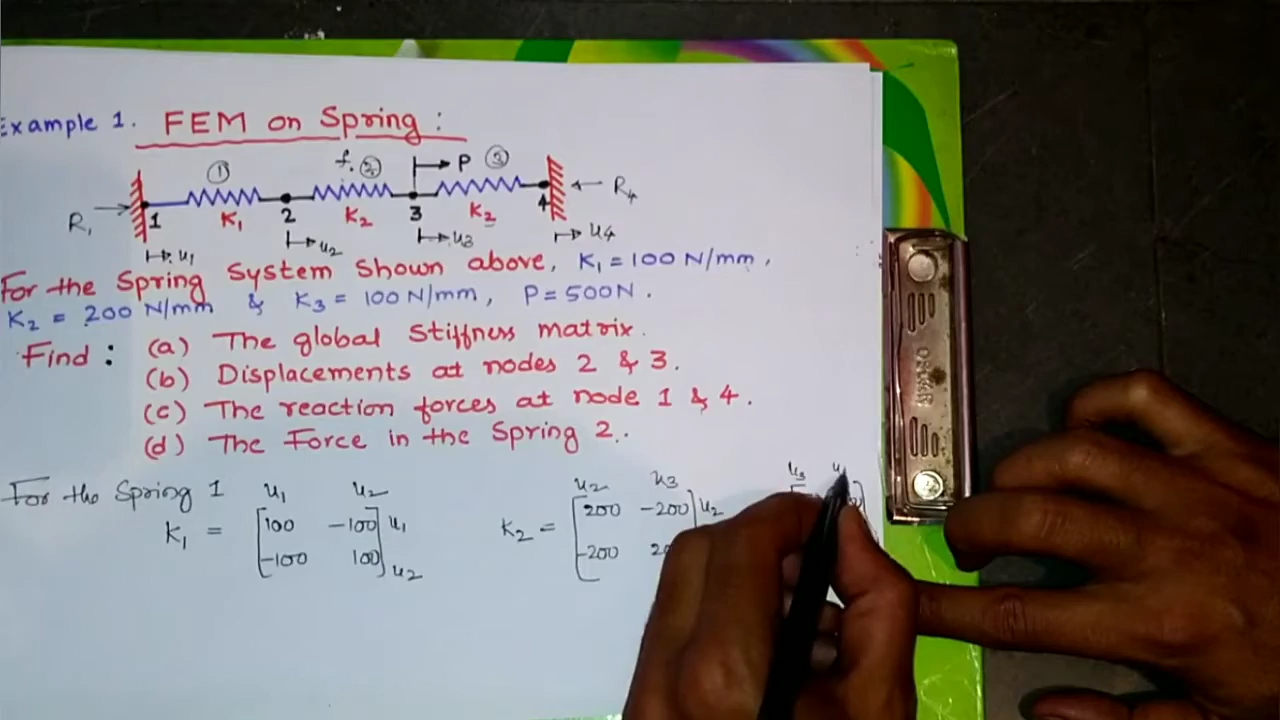 Example 1. FEM on Spring :
① f. ② P ③
R₁ 1 K₁ 2 K₂ 3 K₂ 4 R₄
u₁ u₂ u₃ u₄
For the Spring System Shown above, K₁ = 100 N/mm,
K₂ = 200 N/mm & K₃ = 100 N/mm, P = 500N.
Find : (a) The global Stiffness matrix.
(b) Displacements at nodes 2 & 3.
(c) The reaction forces at node 1 & 4.
(d) The Force in the Spring 2.
For the Spring 1 u₁ u₂ u₂ u₃ u₃
K₁ = [100 -100] u₁ K₂ = [200 -200] u₂
[-100 100] u₂ [-200